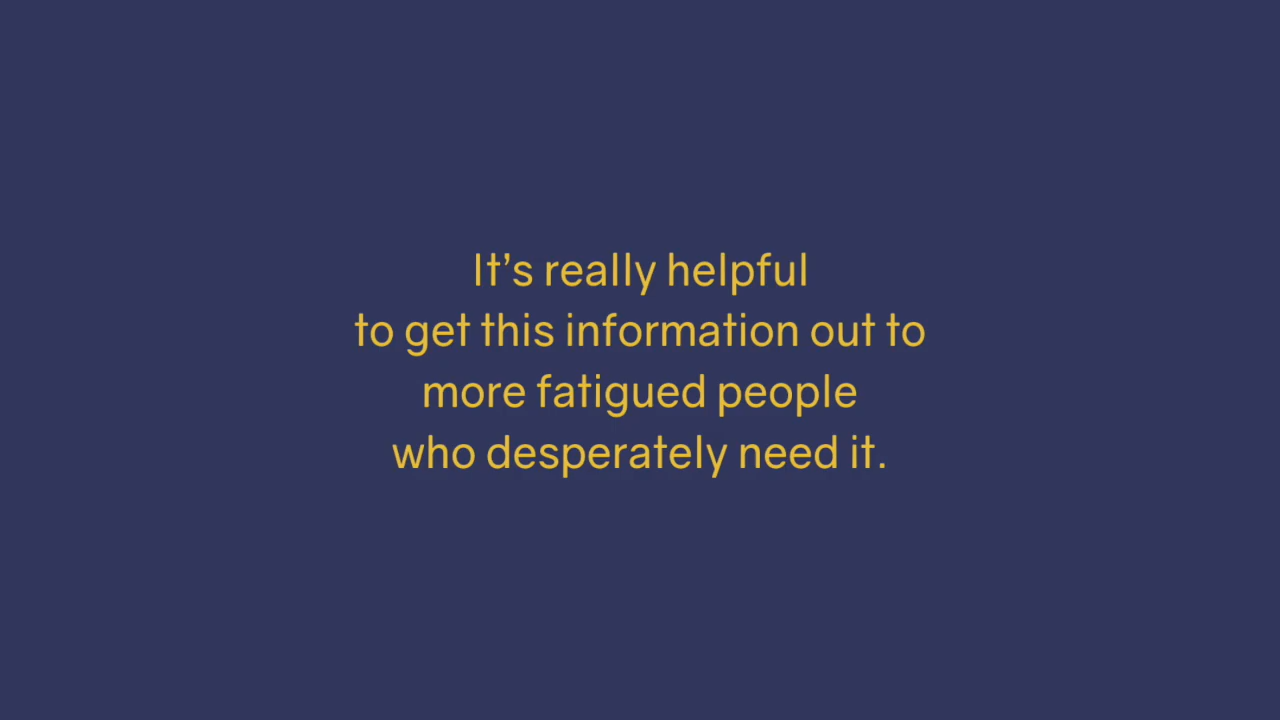 It’s really helpful
to get this information out to
more fatigued people
who desperately need it.